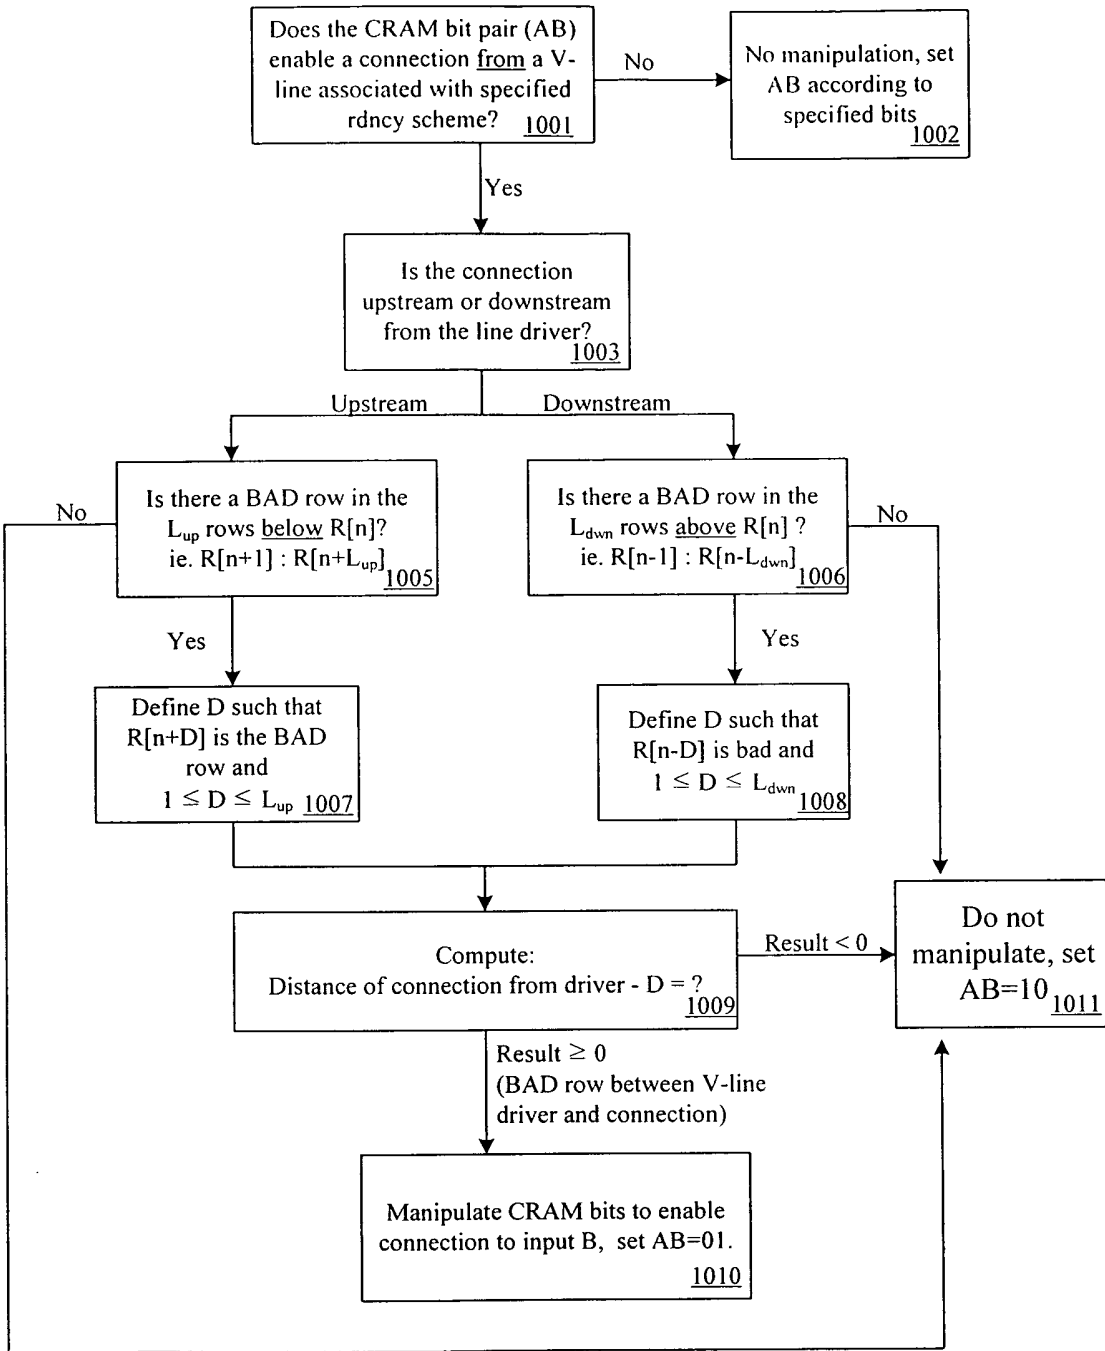 Does the CRAM bit pair (AB)
enable a connection from a V-
line associated with specified
rdncy scheme? 1001
No
No manipulation, set
AB according to
specified bits
1002
Yes
Is the connection
upstream or downstream
from the line driver?
1003
Upstream
Downstream
No
Is there a BAD row in the
Lup rows below R[n]?
ie. R[n+1] : R[n+Lup]
1005
Is there a BAD row in the
Ldwn rows above R[n] ?
ie. R[n-1] : R[n-Ldwn]
1006
No
Yes
Yes
Define D such that
R[n+D] is the BAD
row and
1 ≤ D ≤ Lup 1007
Define D such that
R[n-D] is bad and
1 ≤ D ≤ Ldwn
1008
Compute:
Distance of connection from driver - D = ?
1009
Result < 0
Do not
manipulate, set
AB=10
1011
Result ≥ 0
(BAD row between V-line
driver and connection)
Manipulate CRAM bits to enable
connection to input B, set AB=01.
1010